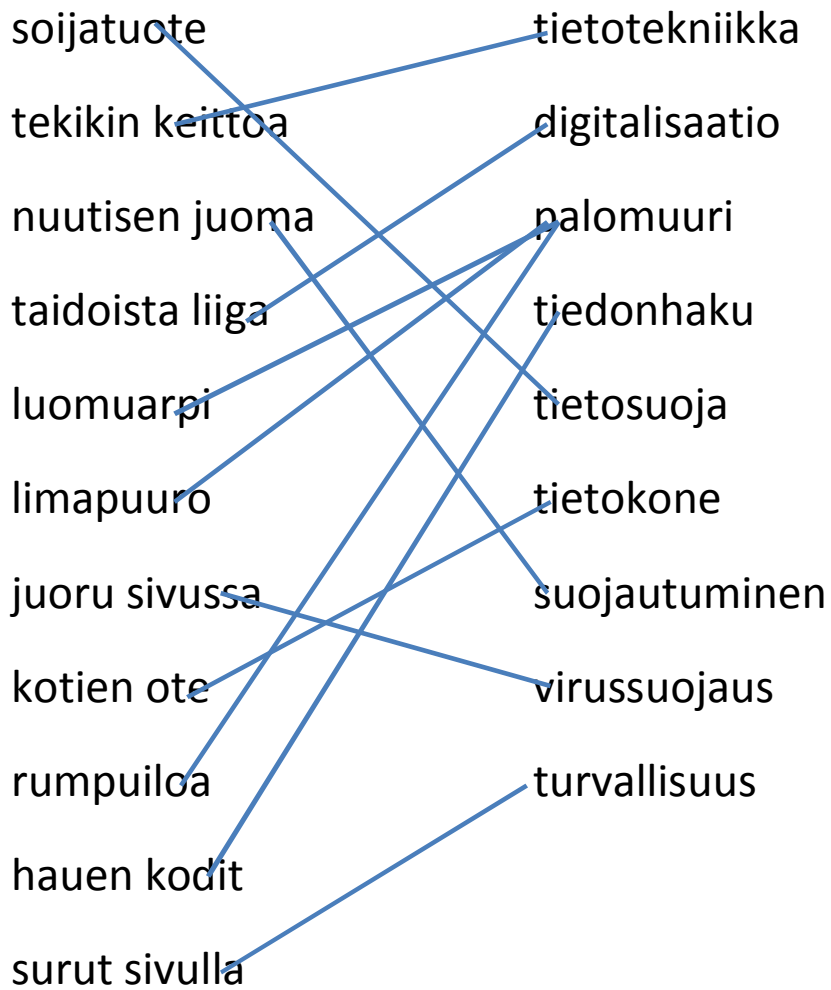 soijatuote tietotekniikka
tekikin keittoa digitalisaatio
nuutisen juoma palomuuri
taidoista liiga tiedonhaku
luomuarpi tietosuoja
limapuuro tietokone
juoru sivussa suojautuminen
kotien ote virussuojaus
rumpuiloa turvallisuus
hauen kodit
surut sivulla